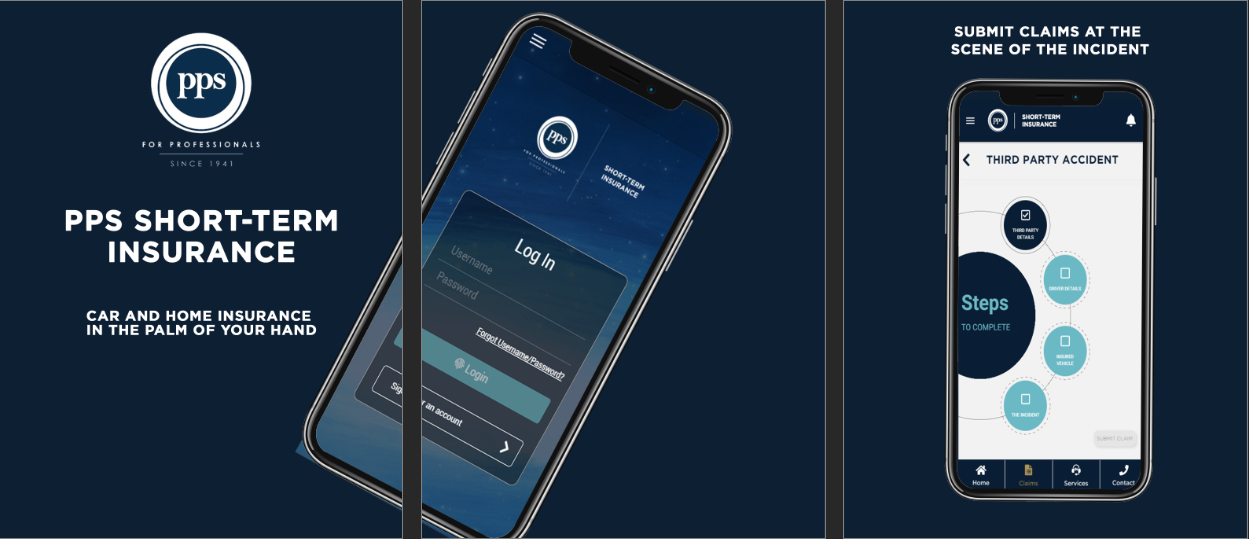 pps
FOR PROFESSIONALS
SINCE 1941
PPS SHORT-TERM
INSURANCE
CAR AND HOME INSURANCE
IN THE PALM OF YOUR HAND
pps
FOR PROFESSIONALS
SINCE 1941
SHORT-TERM
INSURANCE
Log In
Username
Password
Forgot Username/Password?
Login
Sig r an account
SUBMIT CLAIMS AT THE
SCENE OF THE INCIDENT
pps
SHORT-TERM
INSURANCE
THIRD PARTY ACCIDENT
THIRD PARTY
DETAILS
DRIVER DETAILS
Steps
TO COMPLETE
INSURED
VEHICLE
THE INCIDENT
SUBMIT CLAIM
Home
Claims
Services
Contact